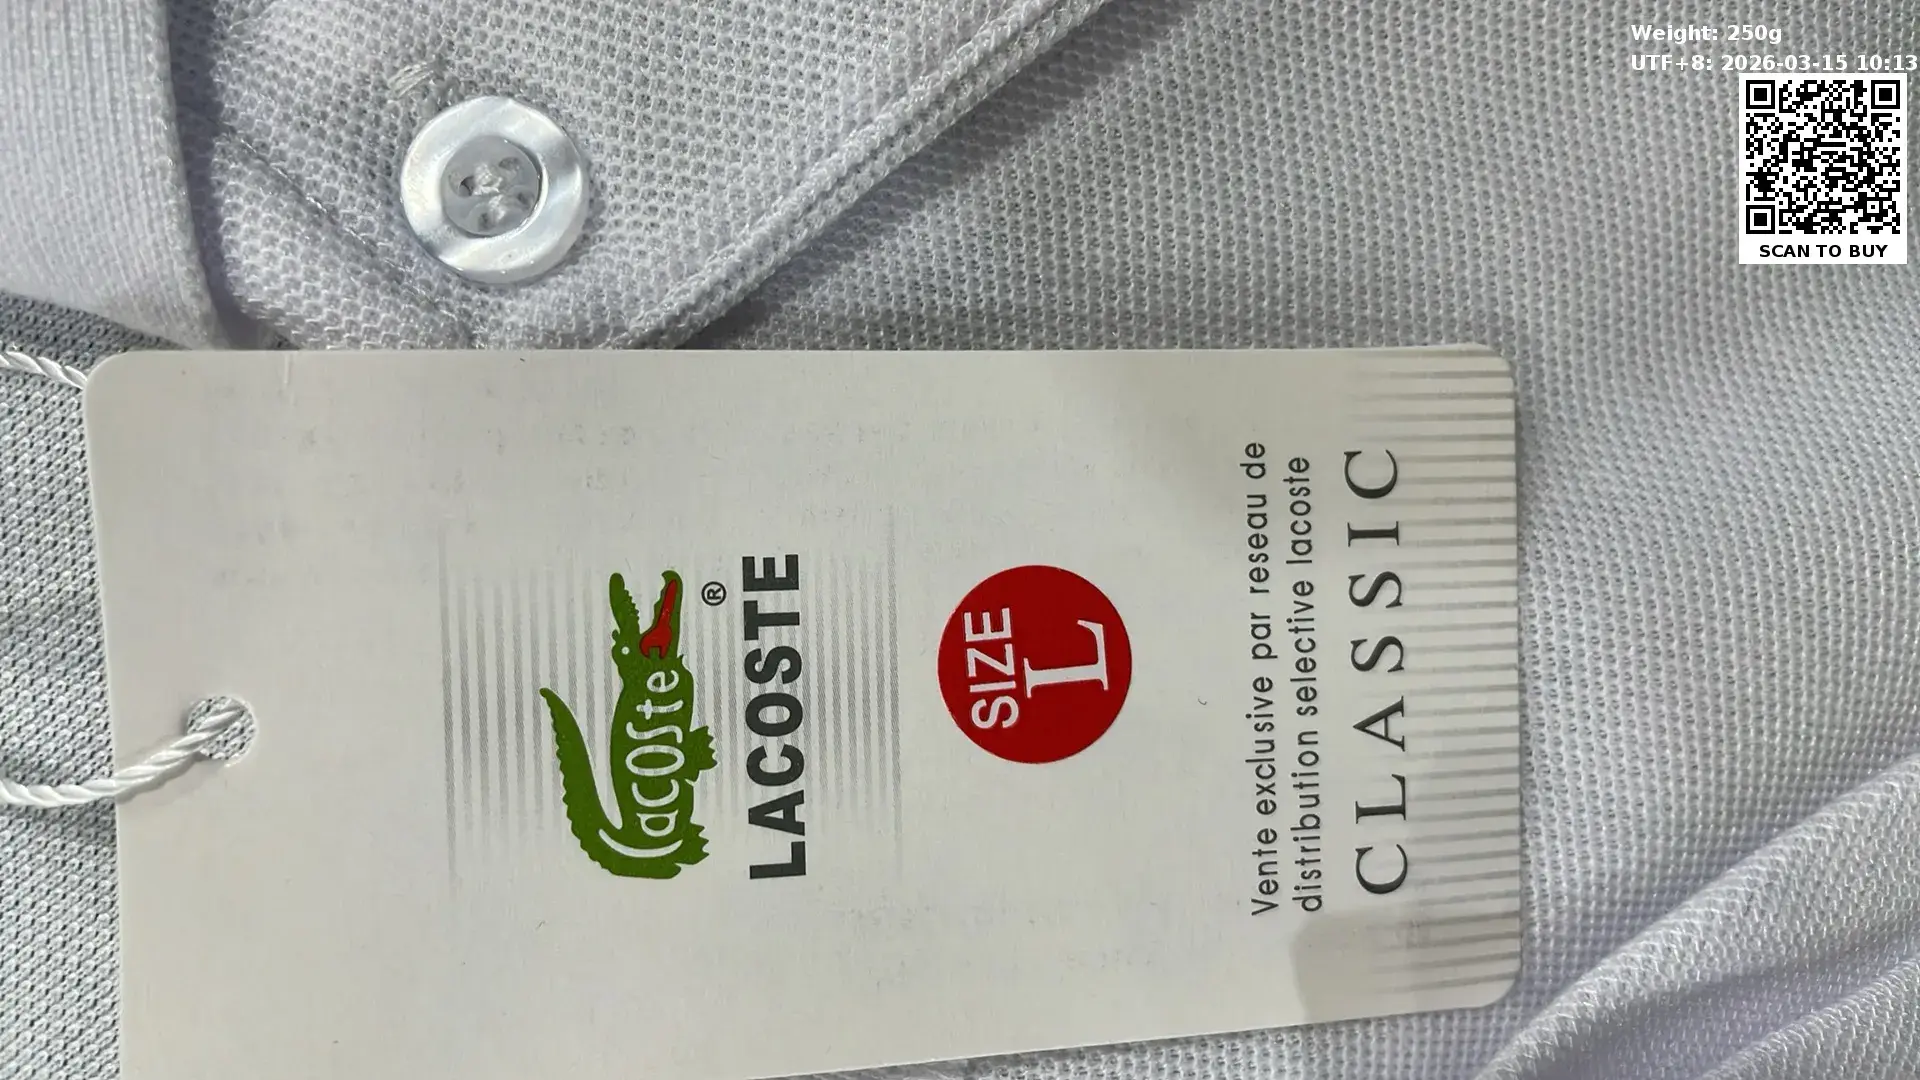 Weight: 250g
UTF+8: 2026-03-15 10:13
SCAN TO BUY
Lacoste
®
LACOSTE
SIZE
L
Vente exclusive par reseau de
distribution selective lacoste
CLASSIC